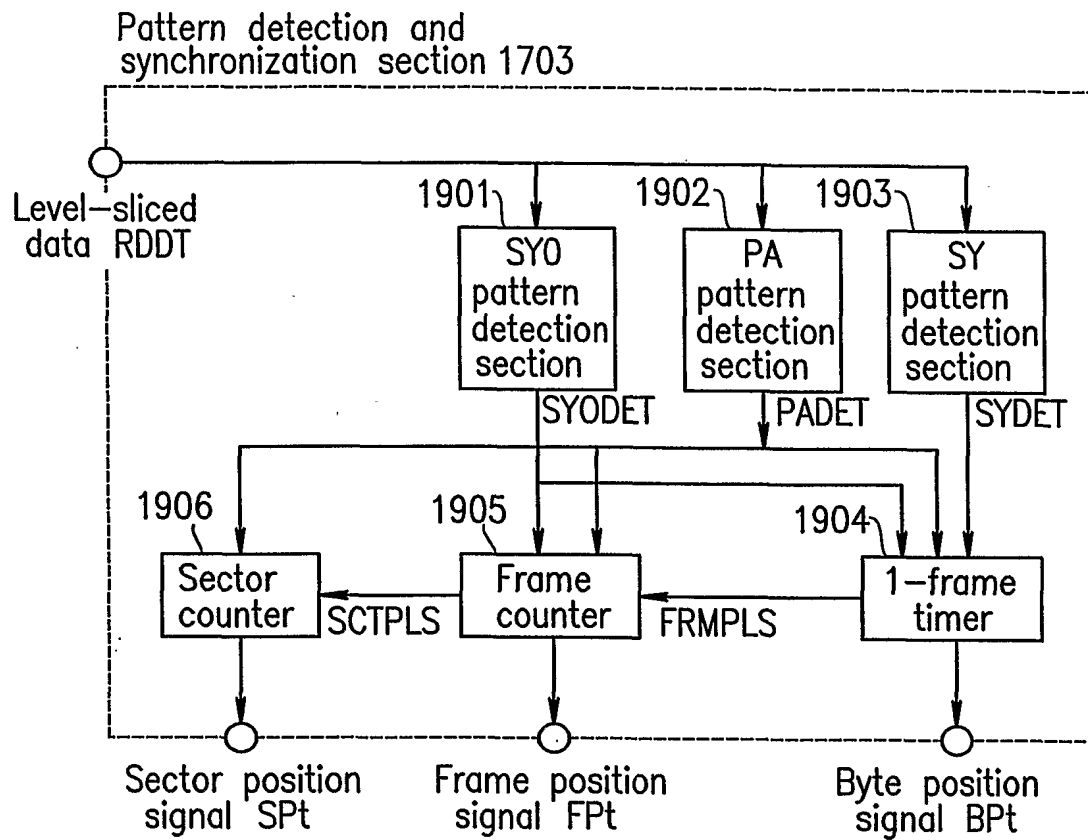 Pattern detection and
synchronization section 1703
Level-sliced
data RDDT
1901
1902
1903
SY0
pattern
detection
section
PA
pattern
detection
section
SY
pattern
detection
section
SY0DET
PADET
SYDET
1906
1905
1904
Sector
counter
SCTPLS
Frame
counter
FRMPLS
1-frame
timer
Sector position
signal SPt
Frame position
signal FPt
Byte position
signal BPt